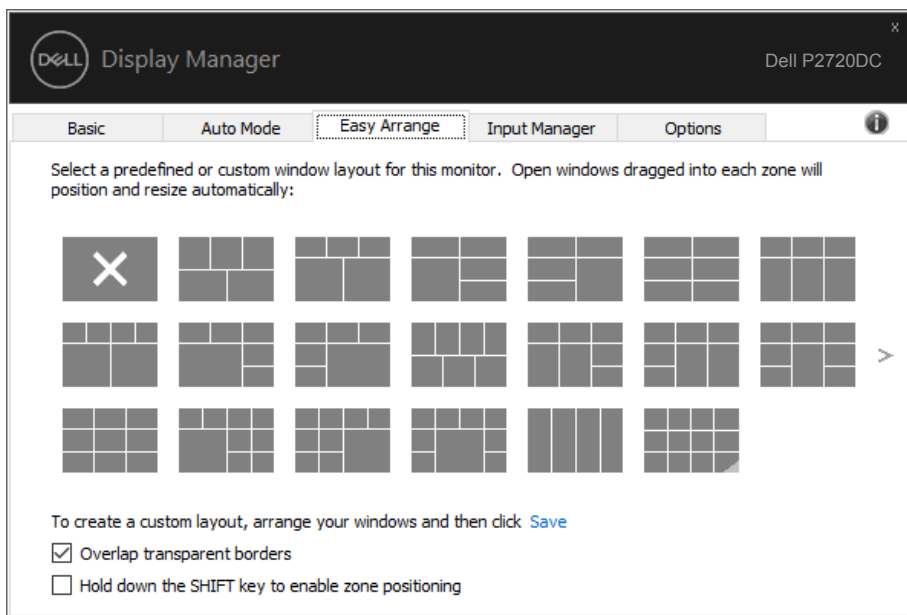 x
DELL
Display Manager
Dell P2720DC
Basic
Auto Mode
Easy Arrange
Input Manager
Options
i
Select a predefined or custom window layout for this monitor. Open windows dragged into each zone will
position and resize automatically:
>
To create a custom layout, arrange your windows and then click Save
Overlap transparent borders
Hold down the SHIFT key to enable zone positioning